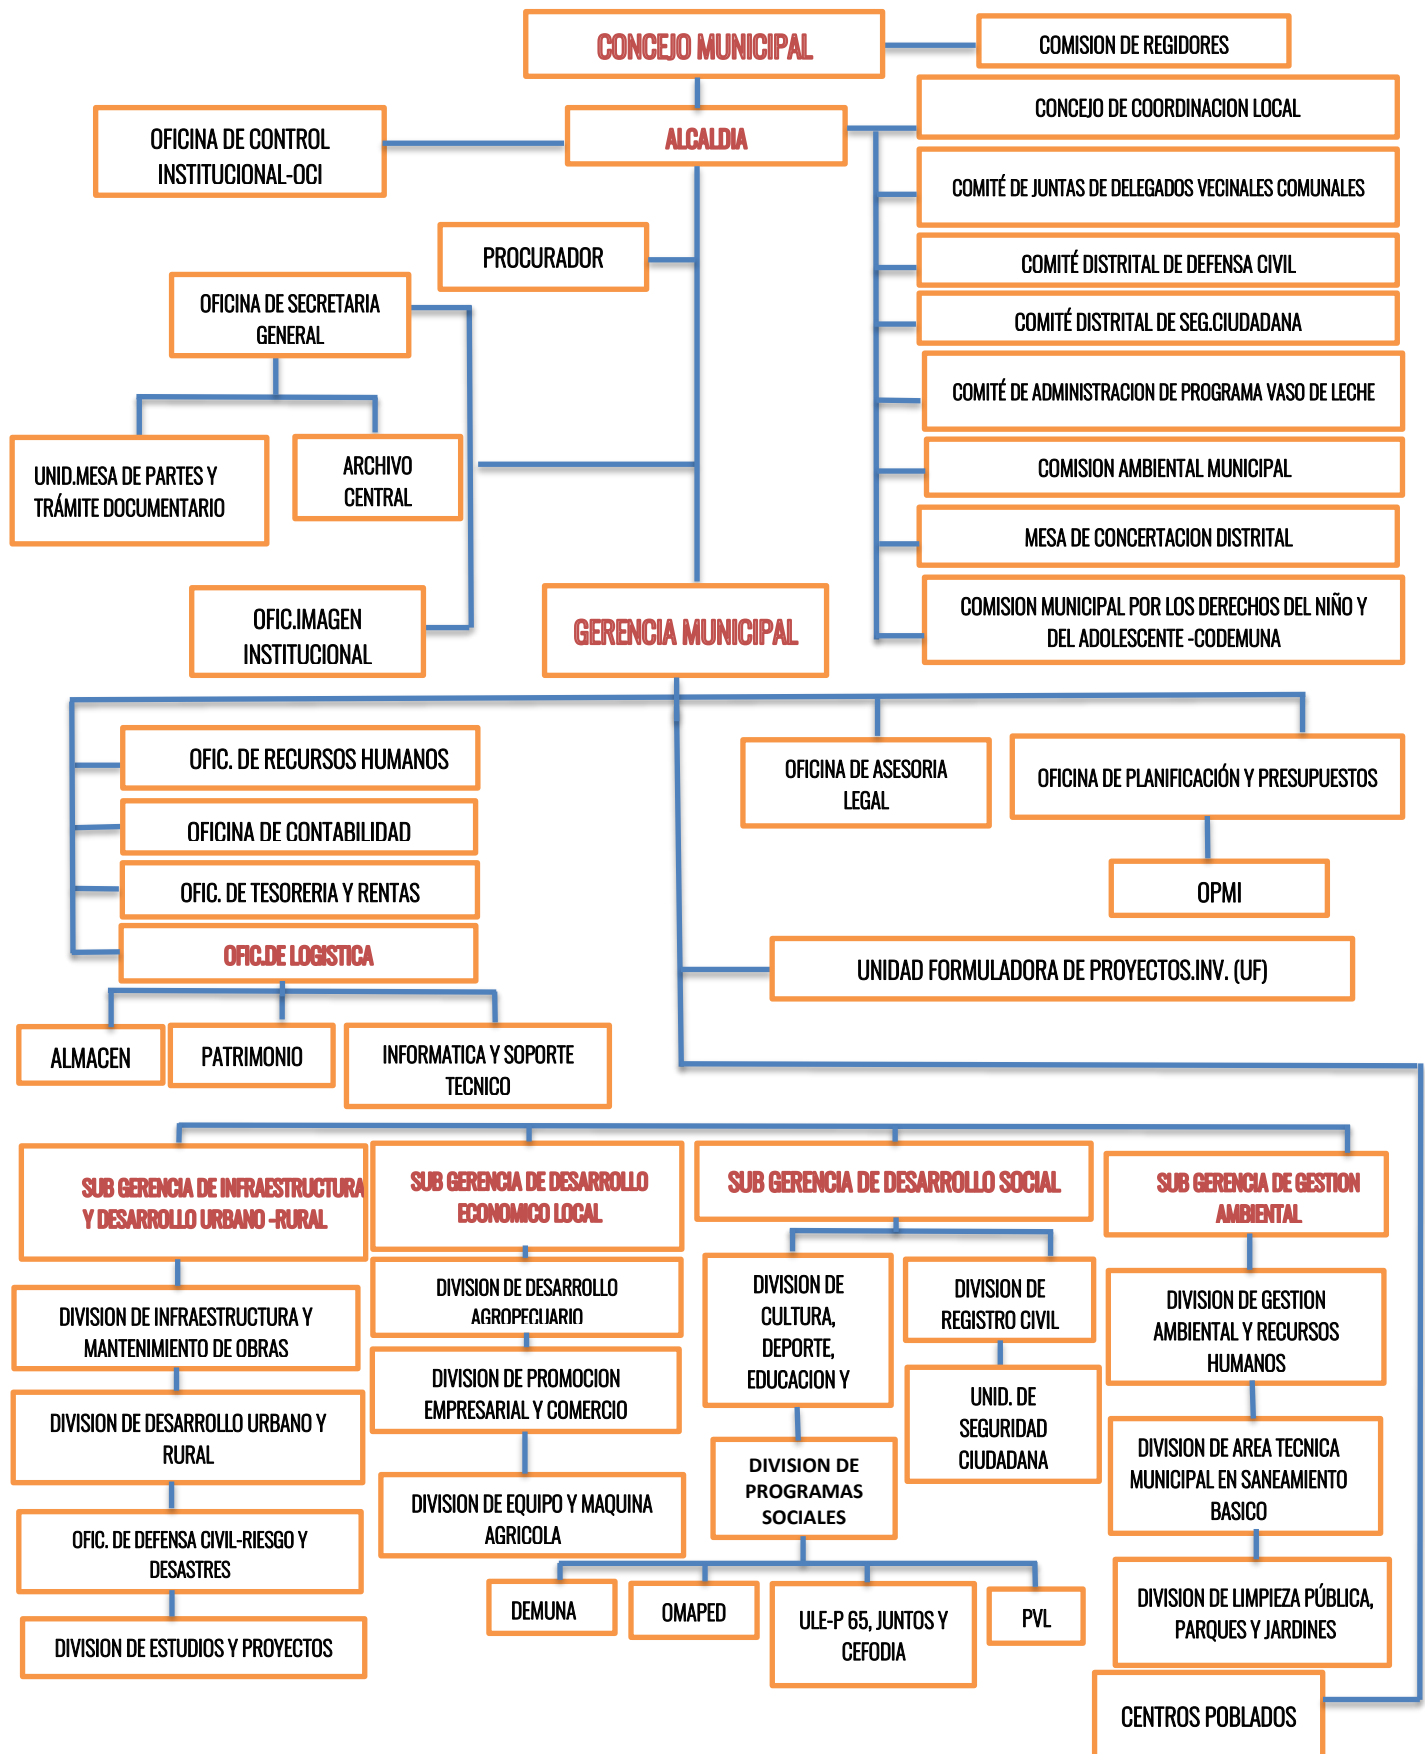 CONCEJO MUNICIPAL
COMISION DE REGIDORES
ALCALDIA
OFICINA DE CONTROL
INSTITUCIONAL-OCI
CONCEJO DE COORDINACION LOCAL
COMITÉ DE JUNTAS DE DELEGADOS VECINALES COMUNALES
COMITÉ DISTRITAL DE DEFENSA CIVIL
COMITÉ DISTRITAL DE SEG.CIUDADANA
COMITÉ DE ADMINISTRACION DE PROGRAMA VASO DE LECHE
COMISION AMBIENTAL MUNICIPAL
MESA DE CONCERTACION DISTRITAL
COMISION MUNICIPAL POR LOS DERECHOS DEL NIÑO Y
DEL ADOLESCENTE -CODEMUNA
PROCURADOR
OFICINA DE SECRETARIA
GENERAL
UNID.MESA DE PARTES Y
TRÁMITE DOCUMENTARIO
ARCHIVO
CENTRAL
OFIC.IMAGEN
INSTITUCIONAL
GERENCIA MUNICIPAL
OFIC. DE RECURSOS HUMANOS
OFICINA DE CONTABILIDAD
OFIC. DE TESORERIA Y RENTAS
OFIC.DE LOGISTICA
ALMACEN
PATRIMONIO
INFORMATICA Y SOPORTE
TECNICO
OFICINA DE ASESORIA
LEGAL
OFICINA DE PLANIFICACIÓN Y PRESUPUESTOS
OPMI
UNIDAD FORMULADORA DE PROYECTOS.INV. (UF)
SUB GERENCIA DE INFRAESTRUCTURA
Y DESARROLLO URBANO -RURAL
DIVISION DE INFRAESTRUCTURA Y
MANTENIMIENTO DE OBRAS
DIVISION DE DESARROLLO URBANO Y
RURAL
OFIC. DE DEFENSA CIVIL-RIESGO Y
DESASTRES
DIVISION DE ESTUDIOS Y PROYECTOS
SUB GERENCIA DE DESARROLLO
ECONOMICO LOCAL
DIVISION DE DESARROLLO
AGROPECUARIO
DIVISION DE PROMOCION
EMPRESARIAL Y COMERCIO
DIVISION DE EQUIPO Y MAQUINA
AGRICOLA
SUB GERENCIA DE DESARROLLO SOCIAL
DIVISION DE
CULTURA,
DEPORTE,
EDUCACION Y
DIVISION DE
PROGRAMAS
SOCIALES
DIVISION DE
REGISTRO CIVIL
UNID. DE
SEGURIDAD
CIUDADANA
DEMUNA
OMAPED
ULE-P 65, JUNTOS Y
CEFODIA
PVL
SUB GERENCIA DE GESTION
AMBIENTAL
DIVISION DE GESTION
AMBIENTAL Y RECURSOS
HUMANOS
DIVISION DE AREA TECNICA
MUNICIPAL EN SANEAMIENTO
BASICO
DIVISION DE LIMPIEZA PÚBLICA,
PARQUES Y JARDINES
CENTROS POBLADOS